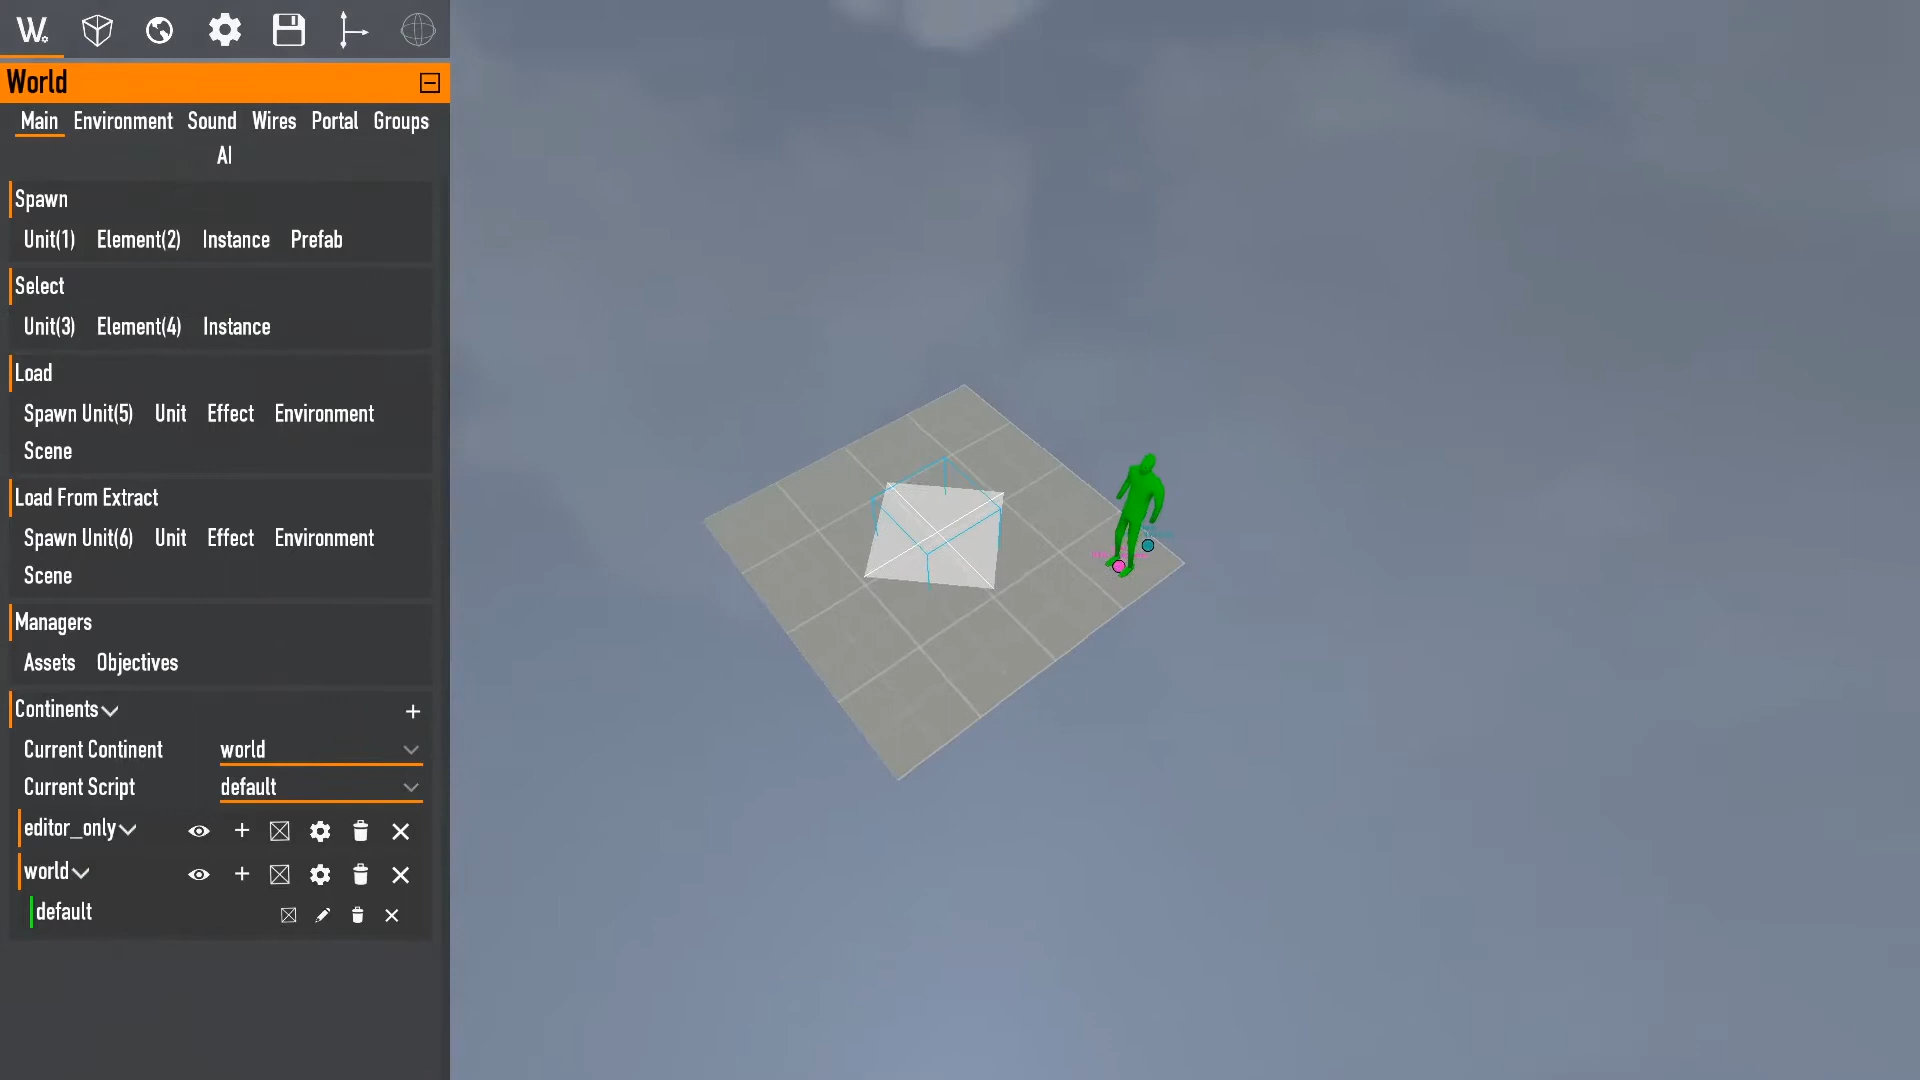 W.
World
Main Environment Sound Wires Portal Groups
AI
Spawn
Unit(1) Element(2) Instance Prefab
Select
Unit(3) Element(4) Instance
Load
Spawn Unit(5) Unit Effect Environment
Scene
Load From Extract
Spawn Unit(6) Unit Effect Environment
Scene
Managers
Assets Objectives
Continents
Current Continent world
Current Script default
editor_only
world
default